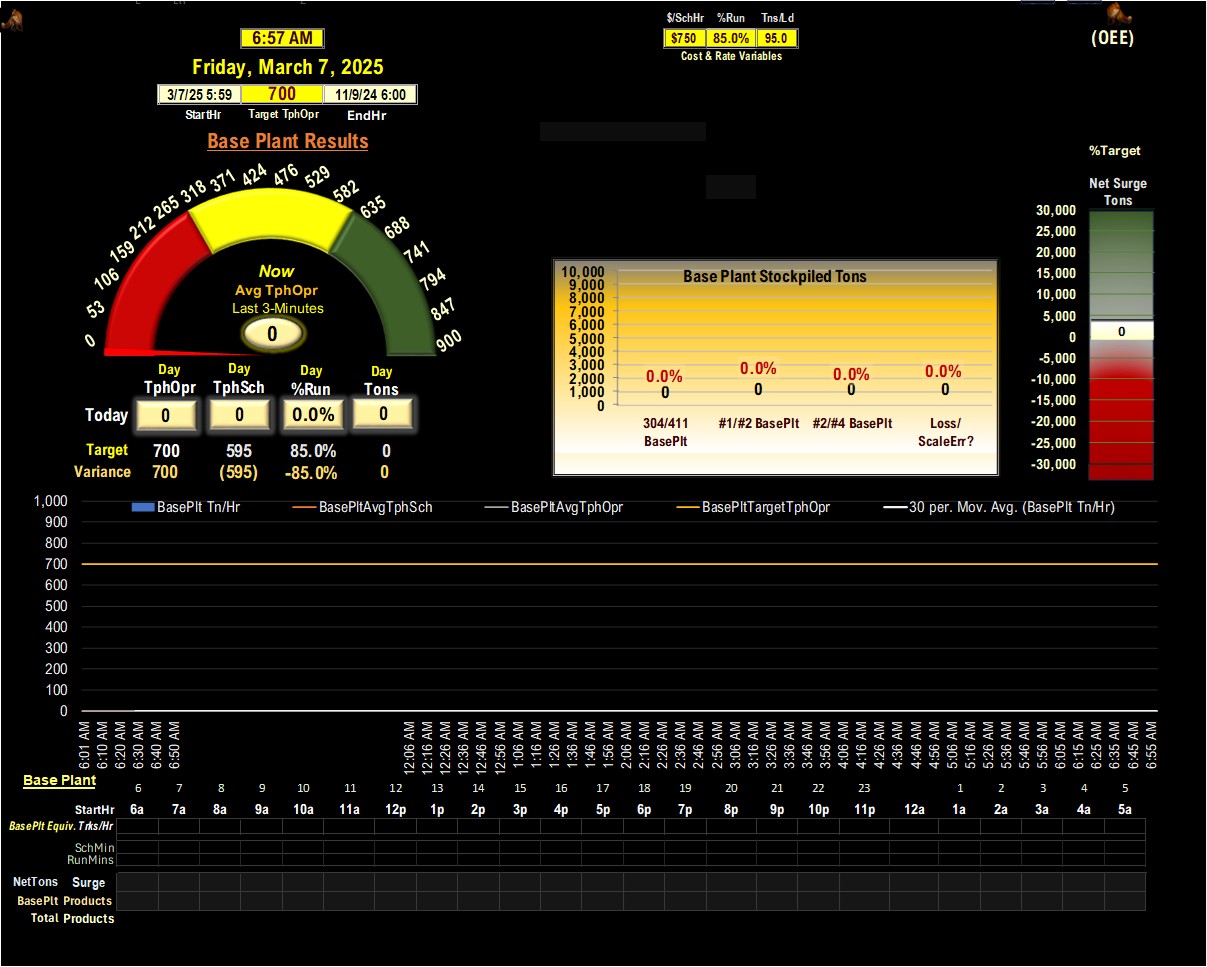 $/SchHr %Run Tns/Ld
$750 85.0% 95.0
Cost & Rate Variables
(OEE)
6:57 AM
Friday, March 7, 2025
3/7/25 5:59 700 11/9/24 6:00
StartHr Target TphOpr EndHr
Base Plant Results
0 53 106 159 212 265 318 371 424 476 529 582 635 688 741 794 847 900
Now
Avg TphOpr
Last 3-Minutes
0
Day Day Day Day
TphOpr TphSch %Run Tons
Today 0 0 0.0% 0
Target 700 595 85.0% 0
Variance 700 (595) -85.0% 0
Base Plant Stockpiled Tons
10,000
9,000
8,000
7,000
6,000
5,000
4,000
3,000
2,000
1,000
0
0.0% 0.0% 0.0% 0.0%
0 0 0 0
304/411 BasePlt
#1/#2 BasePlt
#2/#4 BasePlt
Loss/ ScaleErr?
%Target
Net Surge
Tons
30,000
25,000
20,000
15,000
10,000
5,000
0
-5,000
-10,000
-15,000
-20,000
-25,000
-30,000
0
BasePlt Tn/Hr BasePltAvgTphSch BasePltAvgTphOpr BasePltTargetTphOpr 30 per. Mov. Avg. (BasePlt Tn/Hr)
1,000
900
800
700
600
500
400
300
200
100
0
6:01 AM 6:10 AM 6:20 AM 6:30 AM 6:40 AM 6:50 AM 12:06 AM 12:16 AM 12:26 AM 12:36 AM 12:46 AM 12:56 AM 1:06 AM 1:16 AM 1:26 AM 1:36 AM 1:46 AM 1:56 AM 2:06 AM 2:16 AM 2:26 AM 2:36 AM 2:46 AM 2:56 AM 3:06 AM 3:16 AM 3:26 AM 3:36 AM 3:46 AM 3:56 AM 4:06 AM 4:16 AM 4:26 AM 4:36 AM 4:46 AM 4:56 AM 5:06 AM 5:16 AM 5:26 AM 5:36 AM 5:46 AM 5:56 AM 6:05 AM 6:15 AM 6:25 AM 6:35 AM 6:45 AM 6:55 AM
Base Plant
6 7 8 9 10 11 12 13 14 15 16 17 18 19 20 21 22 23 1 2 3 4 5
StartHr 6a 7a 8a 9a 10a 11a 12p 1p 2p 3p 4p 5p 6p 7p 8p 9p 10p 11p 12a 1a 2a 3a 4a 5a
BasePlt Equiv. Trks/Hr
SchMin
RunMins
NetTons Surge
BasePlt Products
Total Products